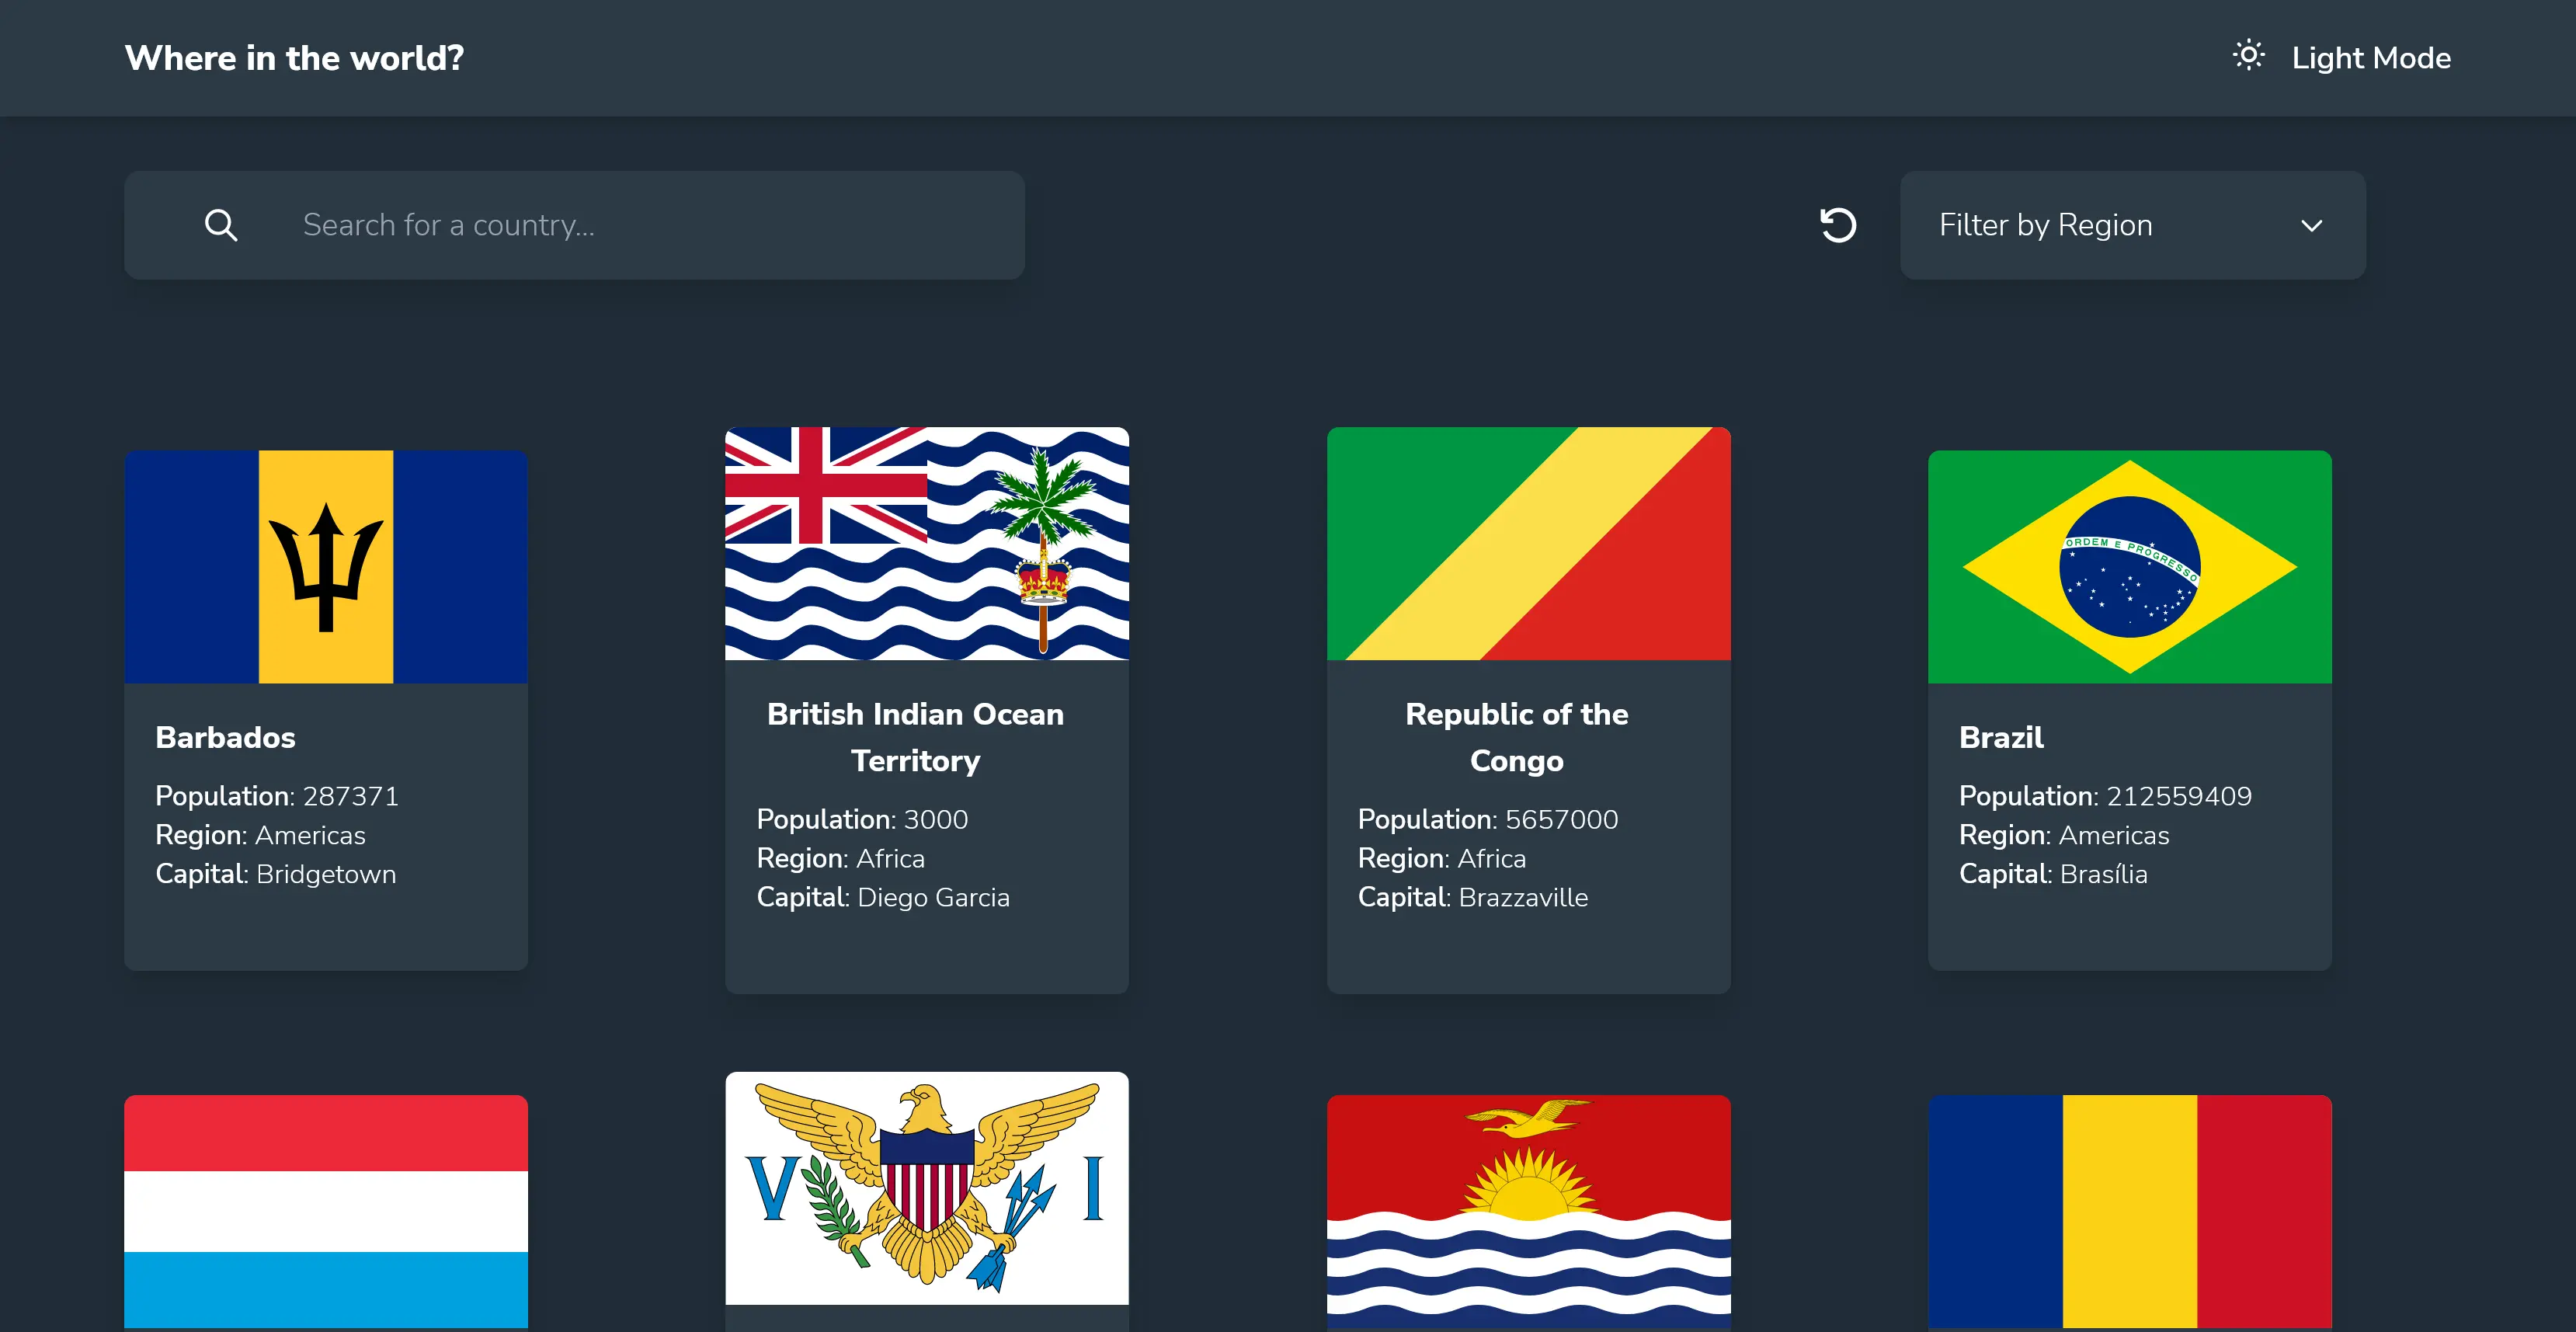 Where in the world?
Light Mode
Search for a country...
Filter by Region
ORDEM E PROGRESSO
Barbados
Population: 287371
Region: Americas
Capital: Bridgetown
British Indian Ocean
Territory
Population: 3000
Region: Africa
Capital: Diego Garcia
Republic of the
Congo
Population: 5657000
Region: Africa
Capital: Brazzaville
Brazil
Population: 212559409
Region: Americas
Capital: Brasília
V I